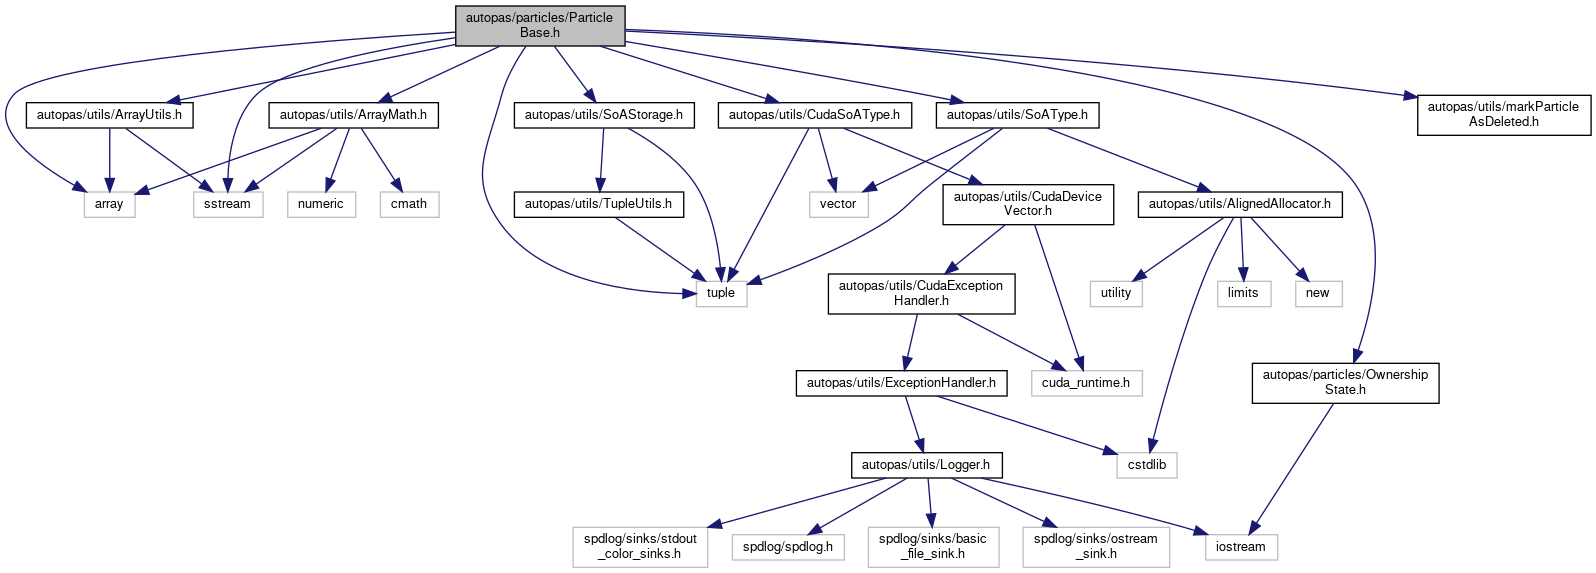 autopas/particles/Particle
Base.h
autopas/utils/ArrayUtils.h
autopas/utils/ArrayMath.h
autopas/utils/SoAStorage.h
autopas/utils/CudaSoAType.h
autopas/utils/SoAType.h
autopas/utils/markParticle
AsDeleted.h
array
sstream
numeric
cmath
autopas/utils/TupleUtils.h
vector
autopas/utils/CudaDevice
Vector.h
autopas/utils/AlignedAllocator.h
tuple
autopas/utils/CudaException
Handler.h
utility
limits
new
autopas/utils/ExceptionHandler.h
cuda_runtime.h
autopas/particles/Ownership
State.h
autopas/utils/Logger.h
cstdlib
spdlog/sinks/stdout
_color_sinks.h
spdlog/spdlog.h
spdlog/sinks/basic
_file_sink.h
spdlog/sinks/ostream
_sink.h
iostream